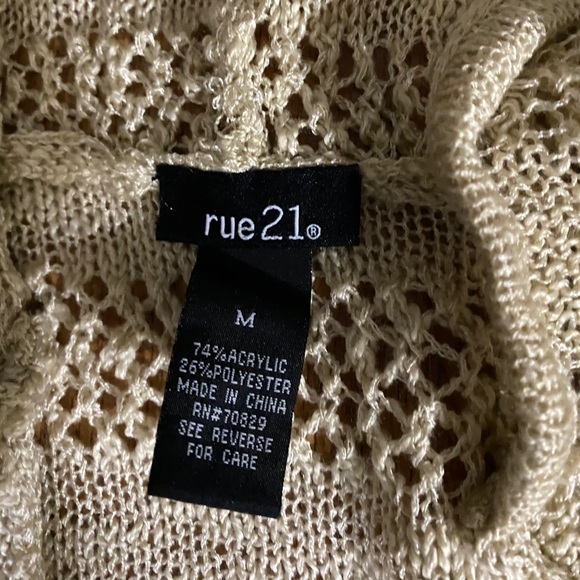 rue21®
M
74%ACRYLIC
26%POLYESTER
MADE IN CHINA
RN#70829
SEE REVERSE
FOR CARE